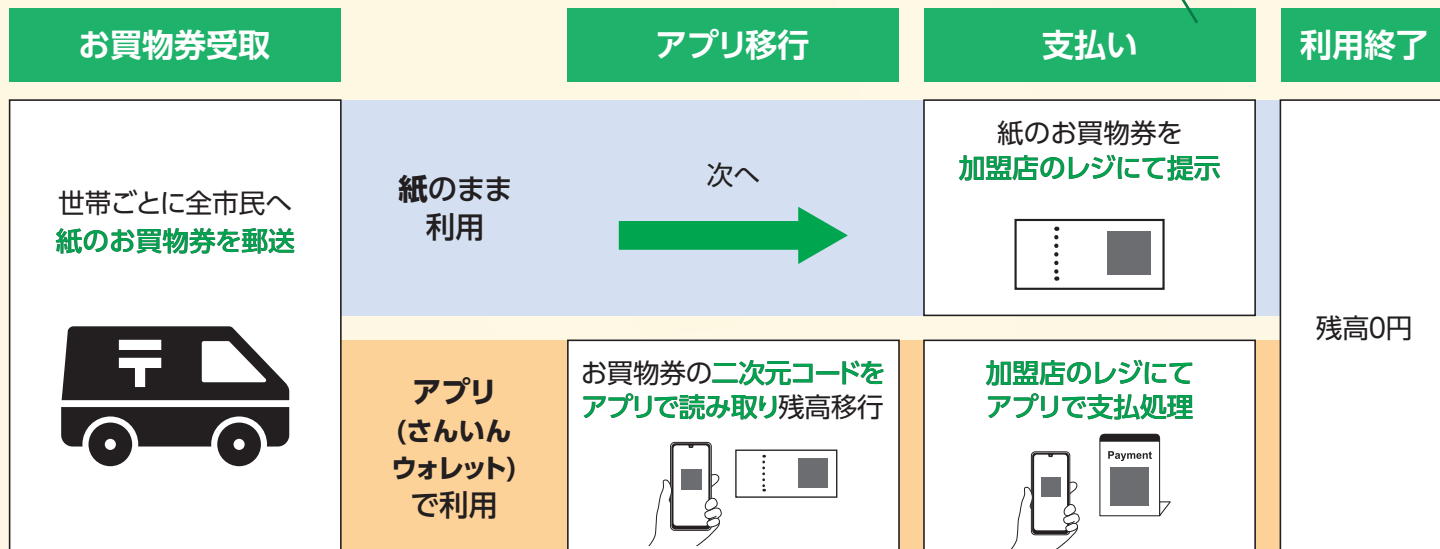 お買物券受取
アプリ移行
支払い
利用終了
世帯ごとに全市民へ
紙のお買物券を郵送
紙のまま
利用
次へ
紙のお買物券を
加盟店のレジにて提示
アプリ
(さんいん
ウォレット)
で利用
お買物券の二次元コードを
アプリで読み取り残高移行
加盟店のレジにて
アプリで支払処理
Payment
残高0円